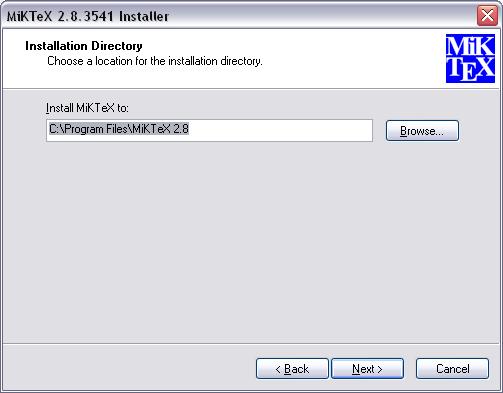 MiKTeX 2.8.3541 Installer
Installation Directory
Choose a location for the installation directory.
MiK
TEX
Install MiKTeX to:
C:\Program Files\MiKTeX 2.8
Browse...
< Back
Next >
Cancel